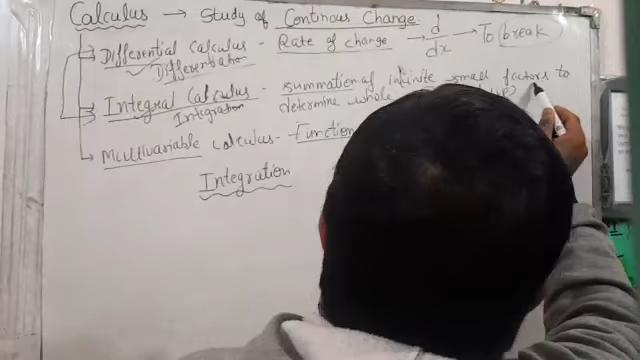 Calculus → Study of Continous Change
Differential Calculus - Rate of change → d/dx → To break
Differentiation
Integral Calculus - summation of infinite small factors to
Integration determine whole
Multivariable Calculus - Function
Integration